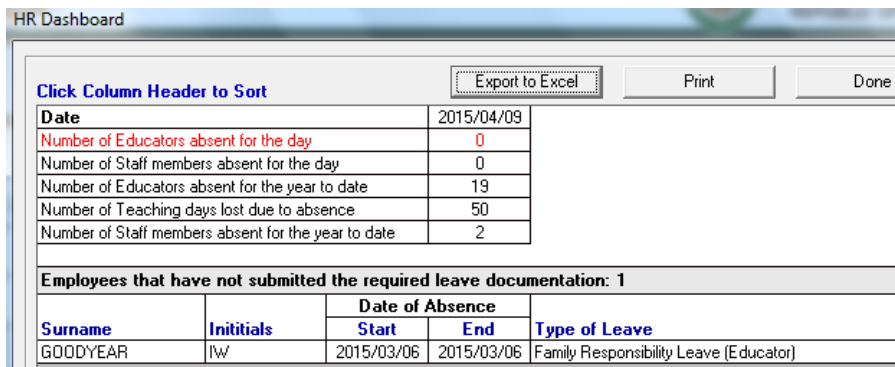 HR Dashboard
Click Column Header to Sort Export to Excel Print Done
Date 2015/04/09
Number of Educators absent for the day 0
Number of Staff members absent for the day 0
Number of Educators absent for the year to date 19
Number of Teaching days lost due to absence 50
Number of Staff members absent for the year to date 2
Employees that have not submitted the required leave documentation: 1
Date of Absence
Surname Inititials Start End Type of Leave
GOODYEAR IW 2015/03/06 2015/03/06 Family Responsibility Leave (Educator)